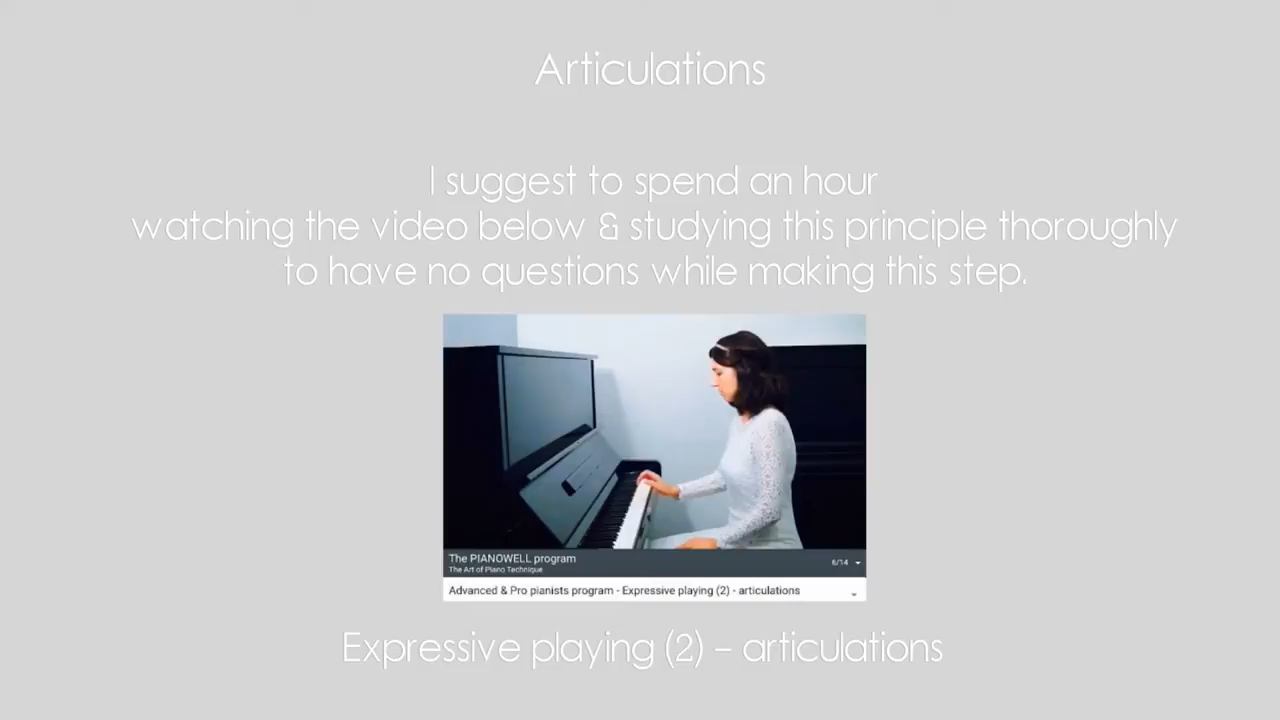 Articulations
I suggest to spend an hour
watching the video below & studying this principle thoroughly
to have no questions while making this step.
The PIANOWELL program
The Art of Piano Technique
6/14
Advanced & Pro pianists program - Expressive playing (2) - articulations
Expressive playing (2) – articulations